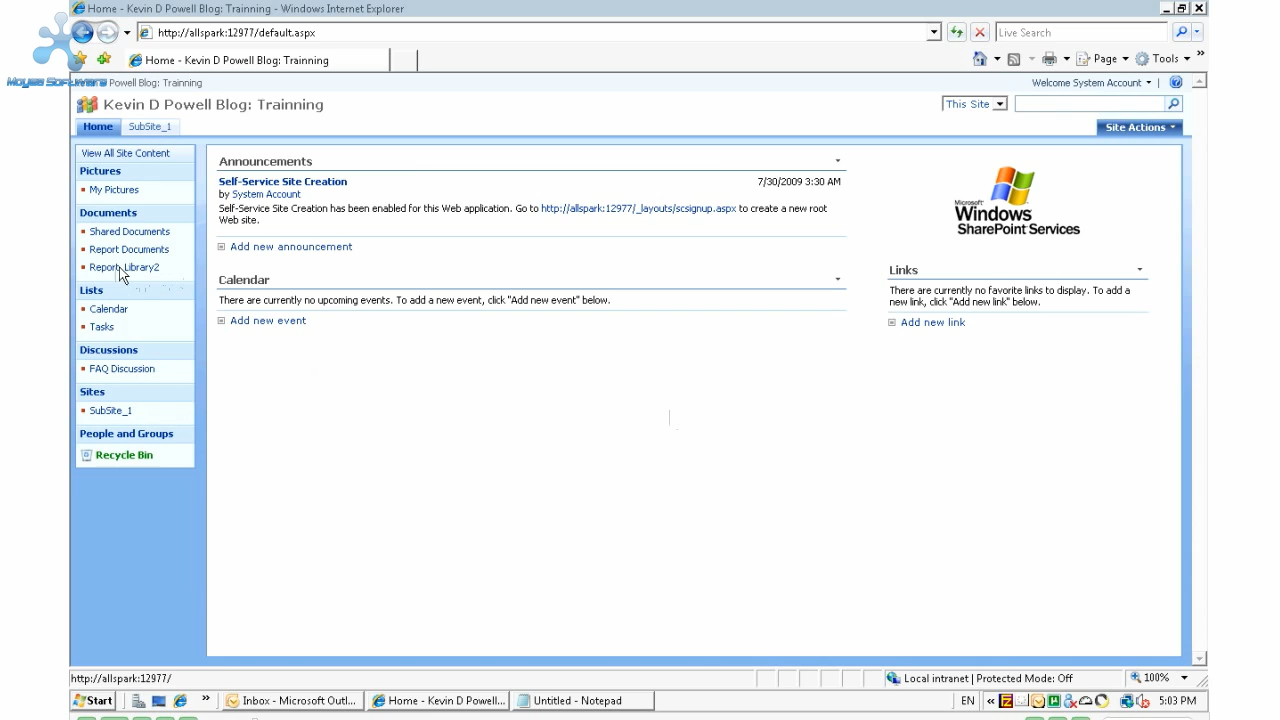 Home - Kevin D Powell Blog: Trainning - Windows Internet Explorer
http://allspark:12977/default.aspx
Live Search
Home - Kevin D Powell Blog: Trainning
Page
Tools
Powell Blog: Trainning
Welcome System Account
Kevin D Powell Blog: Trainning
This Site
Home
SubSite_1
Site Actions
View All Site Content
Pictures
My Pictures
Documents
Shared Documents
Report Documents
Report Library2
Lists
Calendar
Tasks
Discussions
FAQ Discussion
Sites
SubSite_1
People and Groups
Recycle Bin
Announcements
Self-Service Site Creation
7/30/2009 3:30 AM
by System Account
Self-Service Site Creation has been enabled for this Web application. Go to http://allspark:12977/_layouts/scsignup.aspx to create a new root
Web site.
Add new announcement
Calendar
There are currently no upcoming events. To add a new event, click "Add new event" below.
Add new event
Microsoft
Windows
SharePoint Services
Links
There are currently no favorite links to display. To add a
new link, click "Add new link" below.
Add new link
http://allspark:12977/
Local intranet | Protected Mode: Off
100%
Start
Inbox - Microsoft Outl...
Home - Kevin D Powell...
Untitled - Notepad
EN
5:03 PM